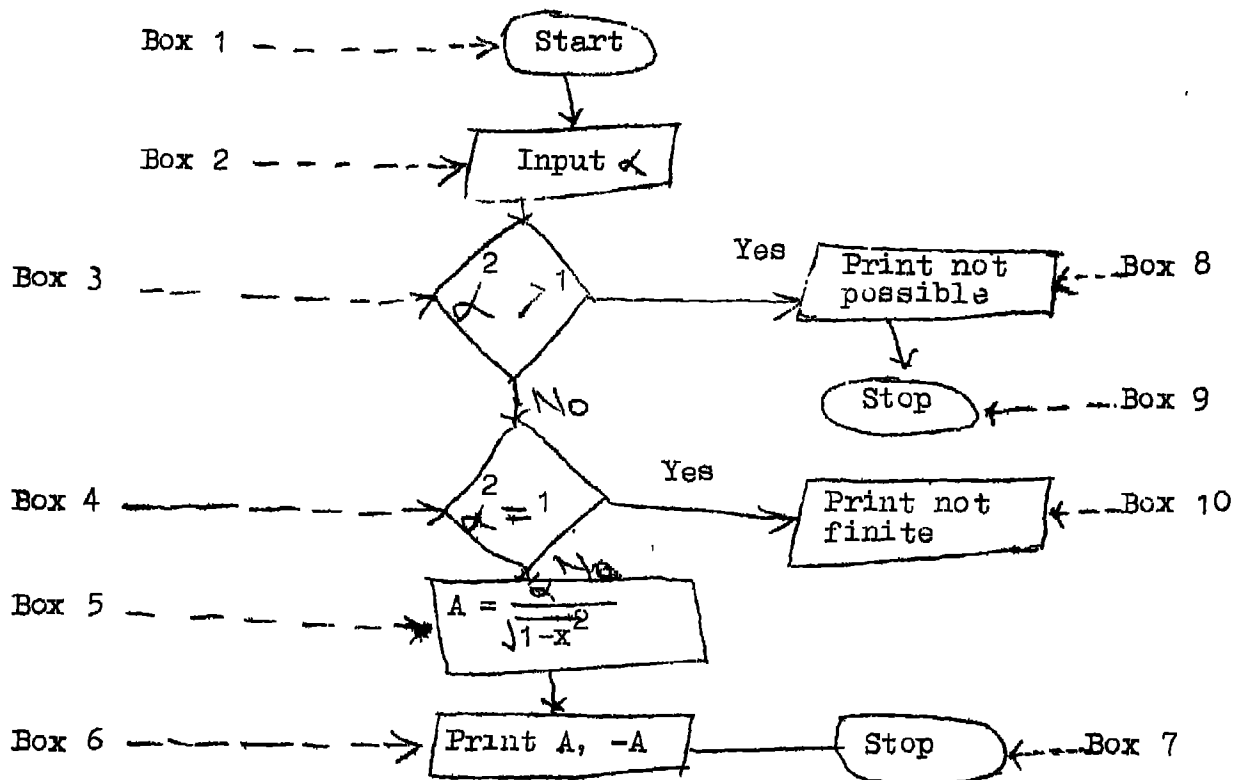 Box 1 Start
Box 2 Input α
Box 3 α² > 1 Yes Print not possible Box 8
No Stop Box 9
Box 4 α² = 1 Yes Print not finite Box 10
No
Box 5 A = α / √1-x²
Box 6 Print A, -A Stop Box 7